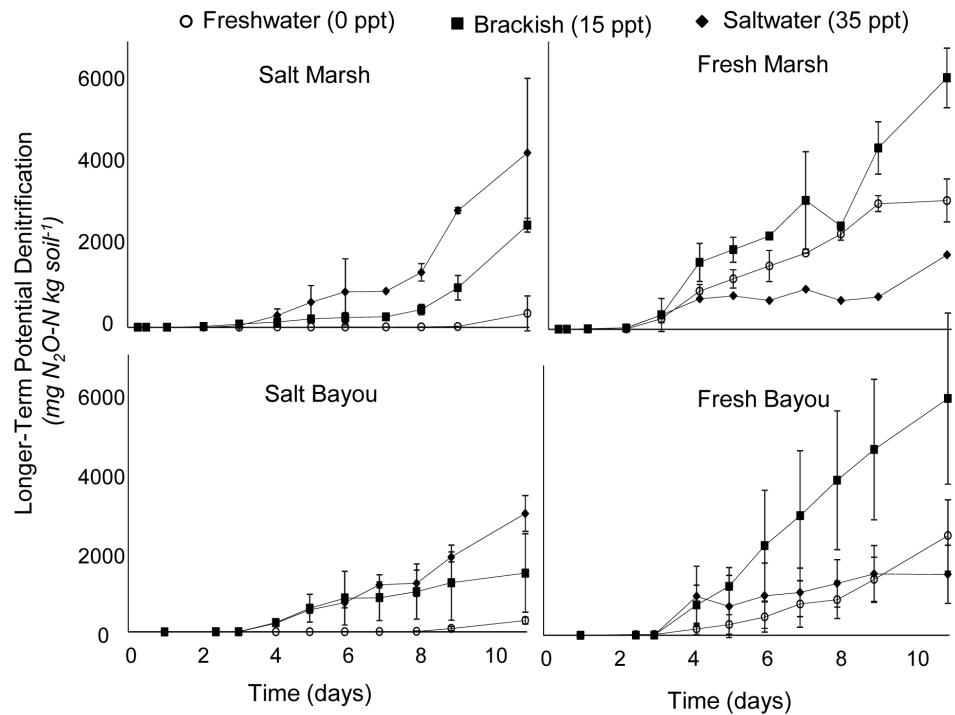 Freshwater (0 ppt) Brackish (15 ppt) Saltwater (35 ppt)
Salt Marsh
Fresh Marsh
6000
4000
2000
0
Longer-Term Potential Denitrification
(mg N₂O-N kg soil⁻¹)
Salt Bayou
Fresh Bayou
6000
4000
2000
0
0 2 4 6 8 10
0 2 4 6 8 10
Time (days)
Time (days)